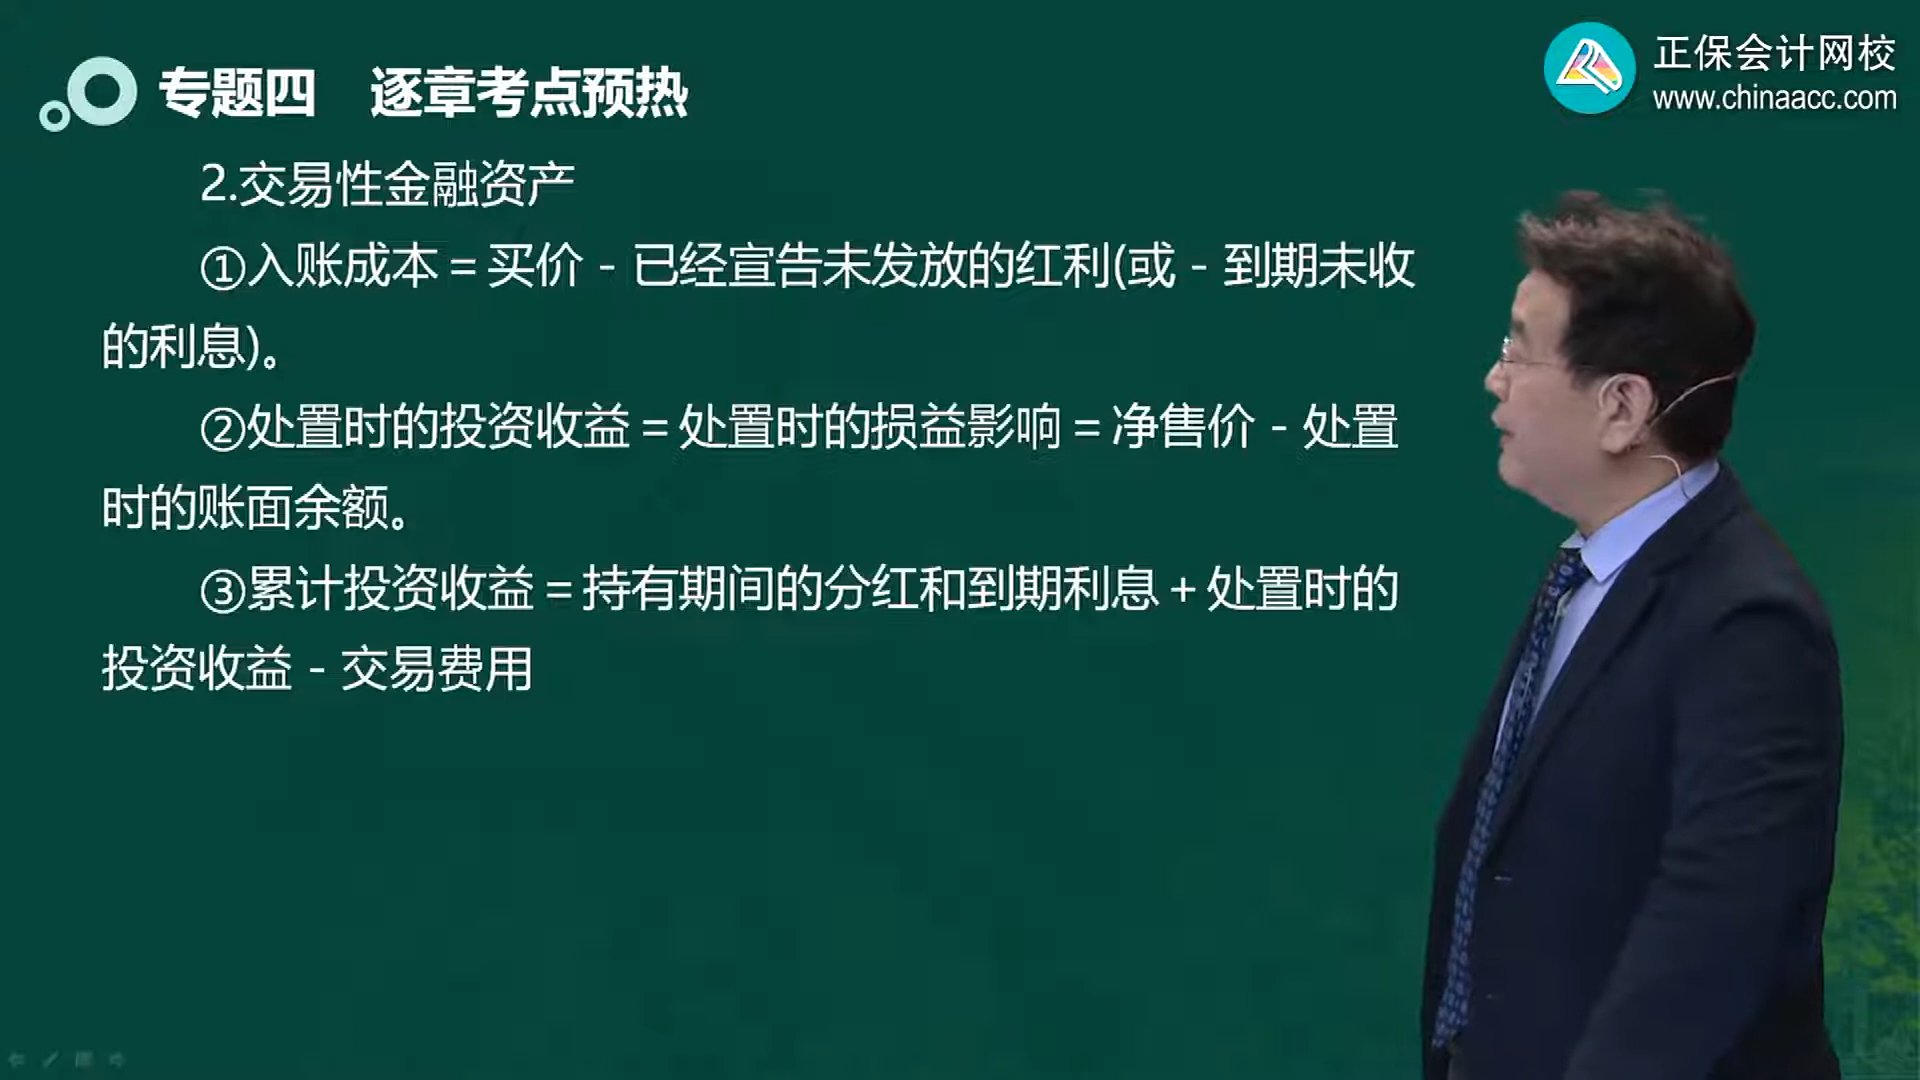 专题四 逐章考点预热
正保会计网校
www.chinaacc.com
2.交易性金融资产
①入账成本＝买价－已经宣告未发放的红利(或－到期未收
的利息)。
②处置时的投资收益＝处置时的损益影响＝净售价－处置
时的账面余额。
③累计投资收益＝持有期间的分红和到期利息＋处置时的
投资收益－交易费用